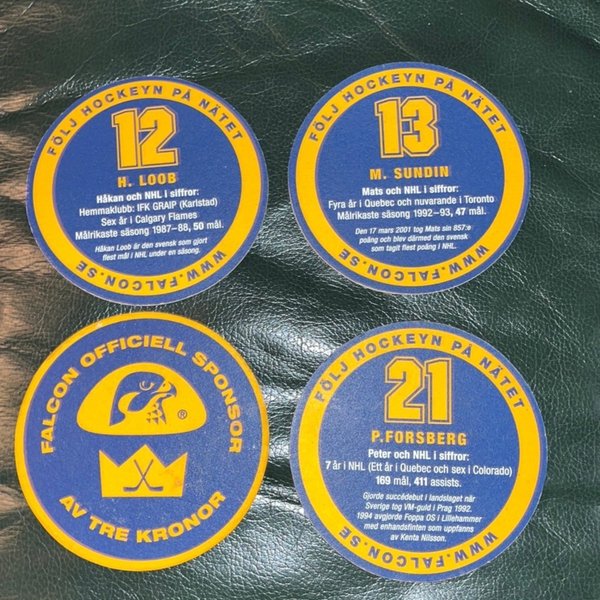 FÖLJ HOCKEYN PÅ NÄTET
12
H. LOOB
Håkan och NHL i siffror:
Hemmaklubb: IFK GRAIP (Karlstad)
Sex år i Calgary Flames
Målrikaste säsong 1987–88, 50 mål.
Håkan Loob är den svensk som gjort
flest mål i NHL under en säsong.
WWW.FALCON.SE
FÖLJ HOCKEYN PÅ NÄTET
13
M. SUNDIN
Mats och NHL i siffror:
Fyra år i Quebec och nuvarande i Toronto
Målrikaste säsong 1992–93, 47 mål.
Den 17 mars 2001 tog Mats sin 857:e
poäng och blev därmed den svensk
som tagit flest poäng i NHL.
WWW.FALCON.SE
FALCON OFFICIELL SPONSOR
®
AV TRE KRONOR
FÖLJ HOCKEYN PÅ NÄTET
21
P.FORSBERG
Peter och NHL i siffror:
7 år i NHL (Ett år i Quebec och sex i Colorado)
169 mål, 411 assists.
Gjorde succédebut i landslaget när
Sverige tog VM-guld i Prag 1992.
1994 avgjorde Foppa OS i Lillehammer
med enhandsfinten som uppfanns
av Kenta Nilsson.
WWW.FALCON.SE